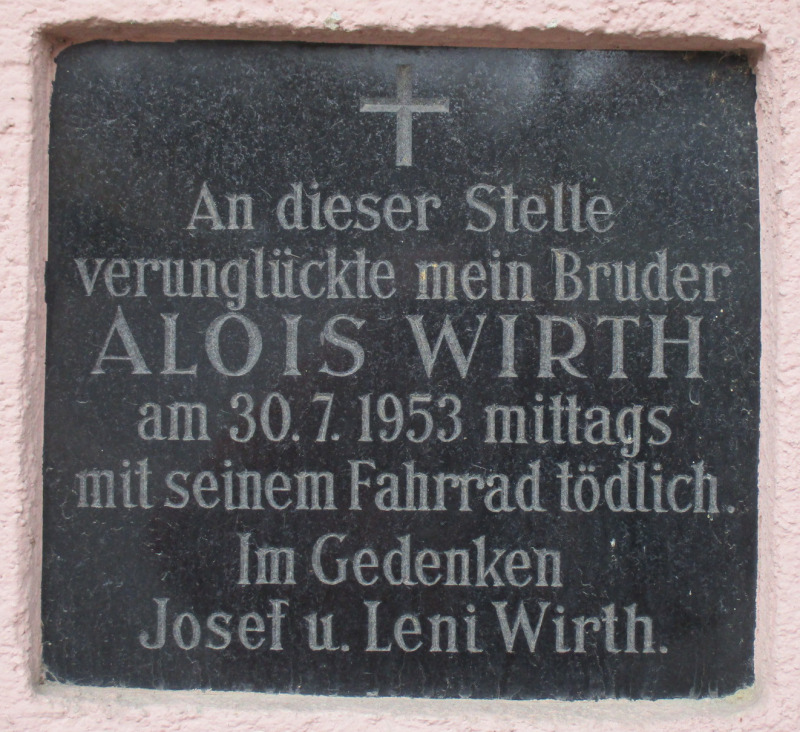 An dieser Stelle
verunglückte mein Bruder
ALOIS WIRTH
am 30.7.1953 mittags
mit seinem Fahrrad tödlich.
Im Gedenken
Josef u. Leni Wirth.